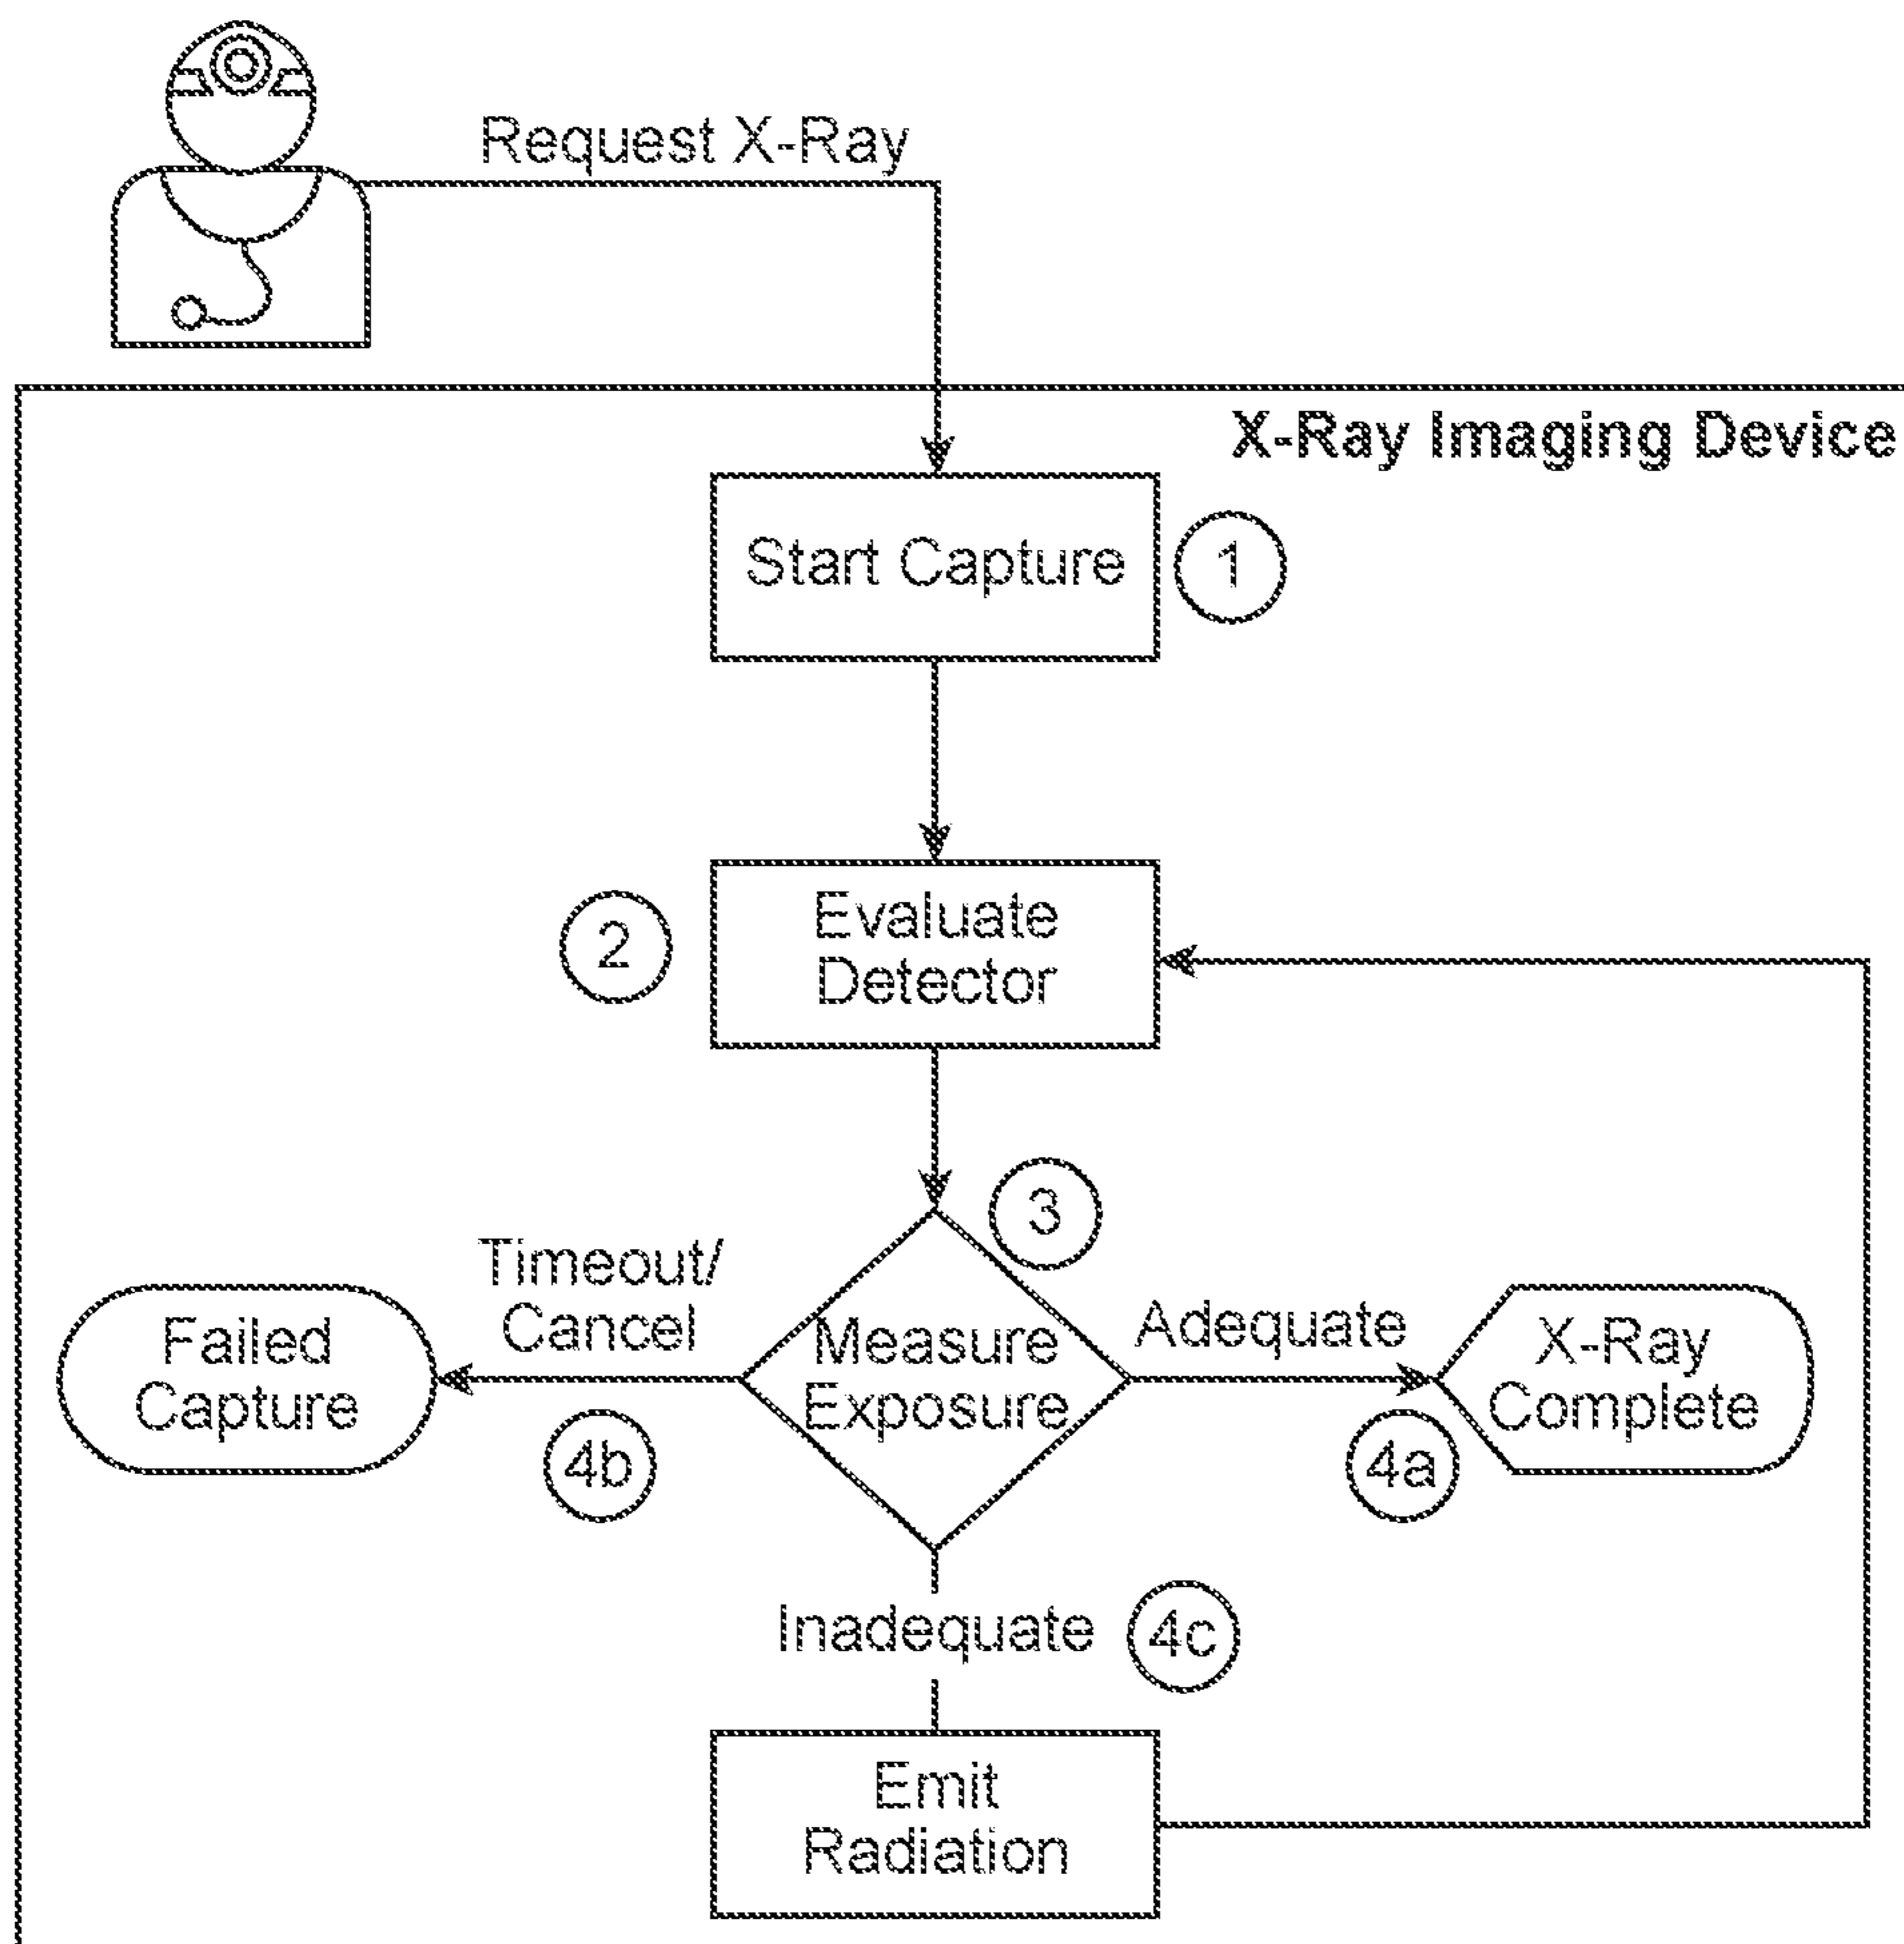 Request X-Ray
X-Ray Imaging Device
Start Capture
1
Evaluate
Detector
2
3
Measure
Exposure
Timeout/
Cancel
4b
Failed
Capture
Adequate
4a
X-Ray
Complete
Inadequate
4c
Emit
Radiation